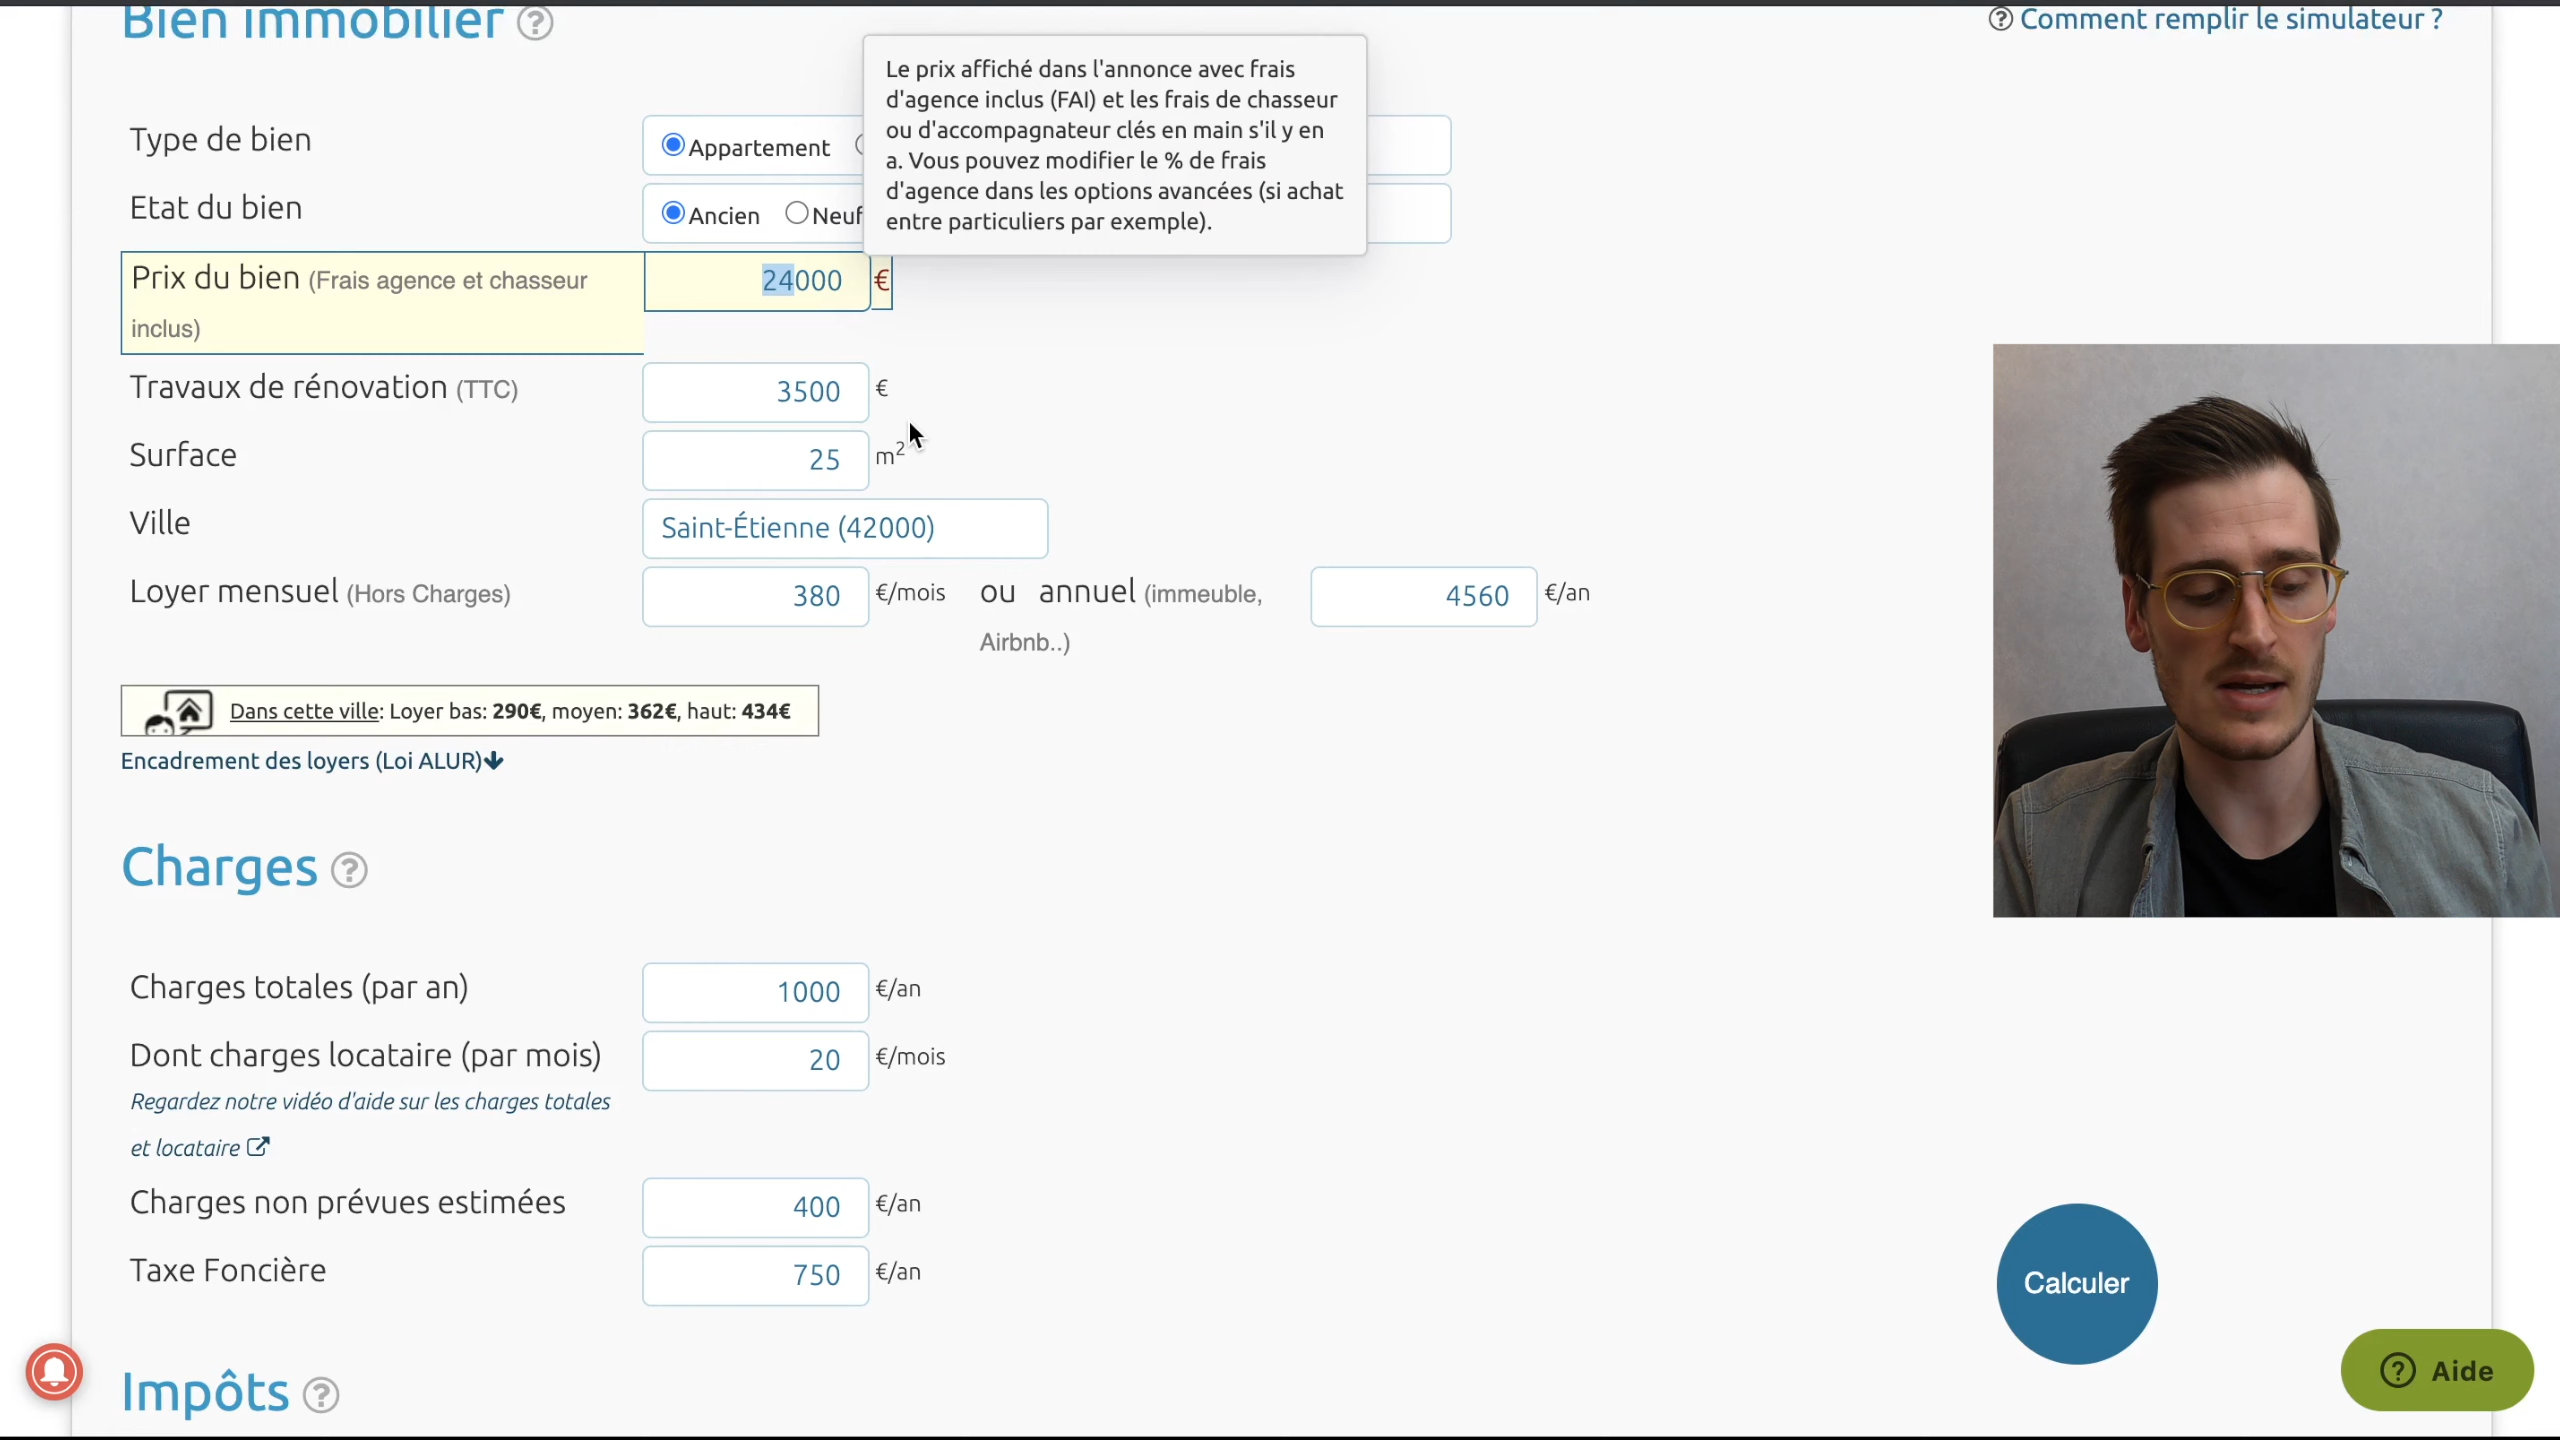 Bien immobilier
Comment remplir le simulateur ?
Le prix affiché dans l'annonce avec frais
d'agence inclus (FAI) et les frais de chasseur
ou d'accompagnateur clés en main s'il y en
a. Vous pouvez modifier le % de frais
d'agence dans les options avancées (si achat
entre particuliers par exemple).
Type de bien Appartement
Etat du bien Ancien Neuf
Prix du bien (Frais agence et chasseur 24000 €
inclus)
Travaux de rénovation (TTC) 3500 €
Surface 25 m²
Ville Saint-Étienne (42000)
Loyer mensuel (Hors Charges) 380 €/mois ou annuel (immeuble, 4560 €/an
Airbnb..)
Dans cette ville: Loyer bas: 290€, moyen: 362€, haut: 434€
Encadrement des loyers (Loi ALUR)
Charges
Charges totales (par an) 1000 €/an
Dont charges locataire (par mois) 20 €/mois
Regardez notre vidéo d'aide sur les charges totales
et locataire
Charges non prévues estimées 400 €/an
Taxe Foncière 750 €/an
Calculer
Aide
Impôts